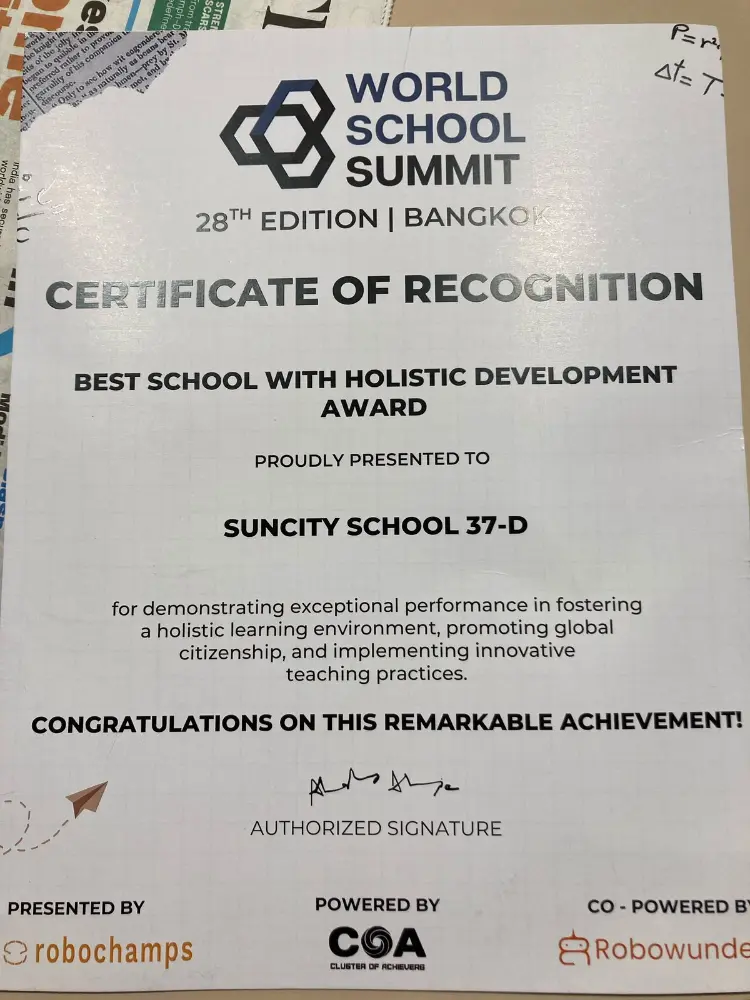 P= r²
Δt= T
WORLD
SCHOOL
SUMMIT
28TH EDITION | BANGKOK
CERTIFICATE OF RECOGNITION
BEST SCHOOL WITH HOLISTIC DEVELOPMENT
AWARD
PROUDLY PRESENTED TO
SUNCITY SCHOOL 37-D
for demonstrating exceptional performance in fostering
a holistic learning environment, promoting global
citizenship, and implementing innovative
teaching practices.
CONGRATULATIONS ON THIS REMARKABLE ACHIEVEMENT!
AUTHORIZED SIGNATURE
PRESENTED BY
robochamps
POWERED BY
COA
CLUSTER OF ACHIEVERS
CO - POWERED BY
Robowunde